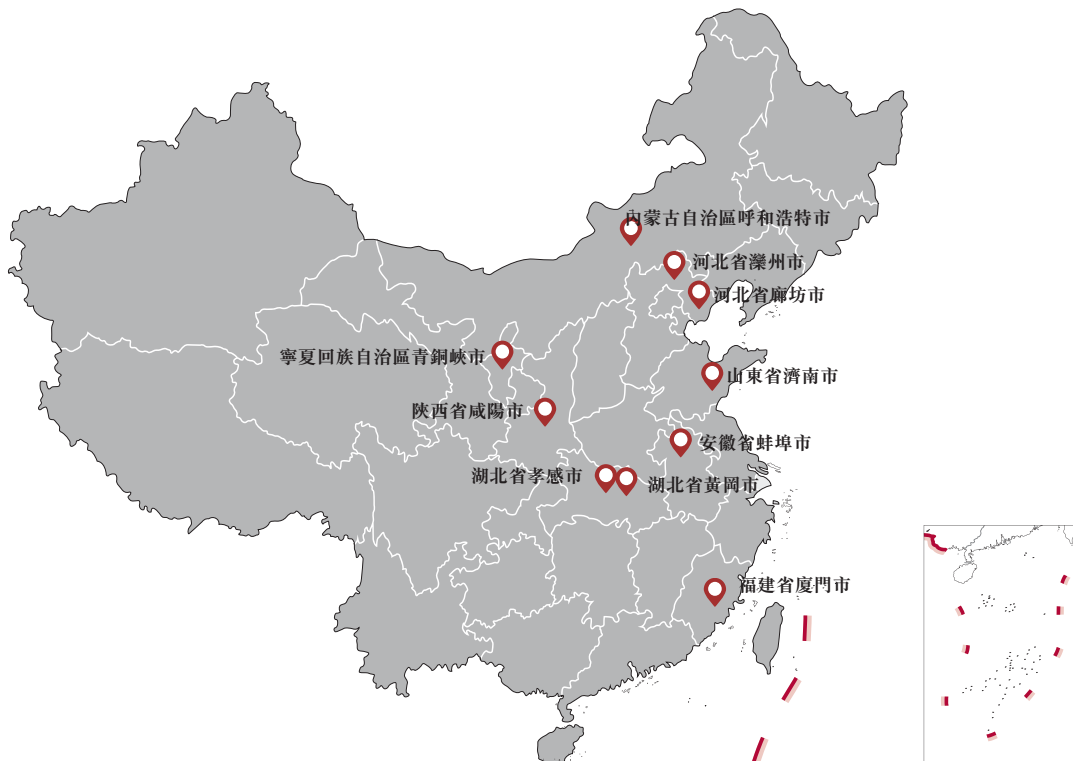 內蒙古自治區呼和浩特市
河北省灤州市
河北省廊坊市
寧夏回族自治區青銅峽市
山東省濟南市
陝西省咸陽市
安徽省蚌埠市
湖北省孝感市
湖北省黃岡市
福建省廈門市